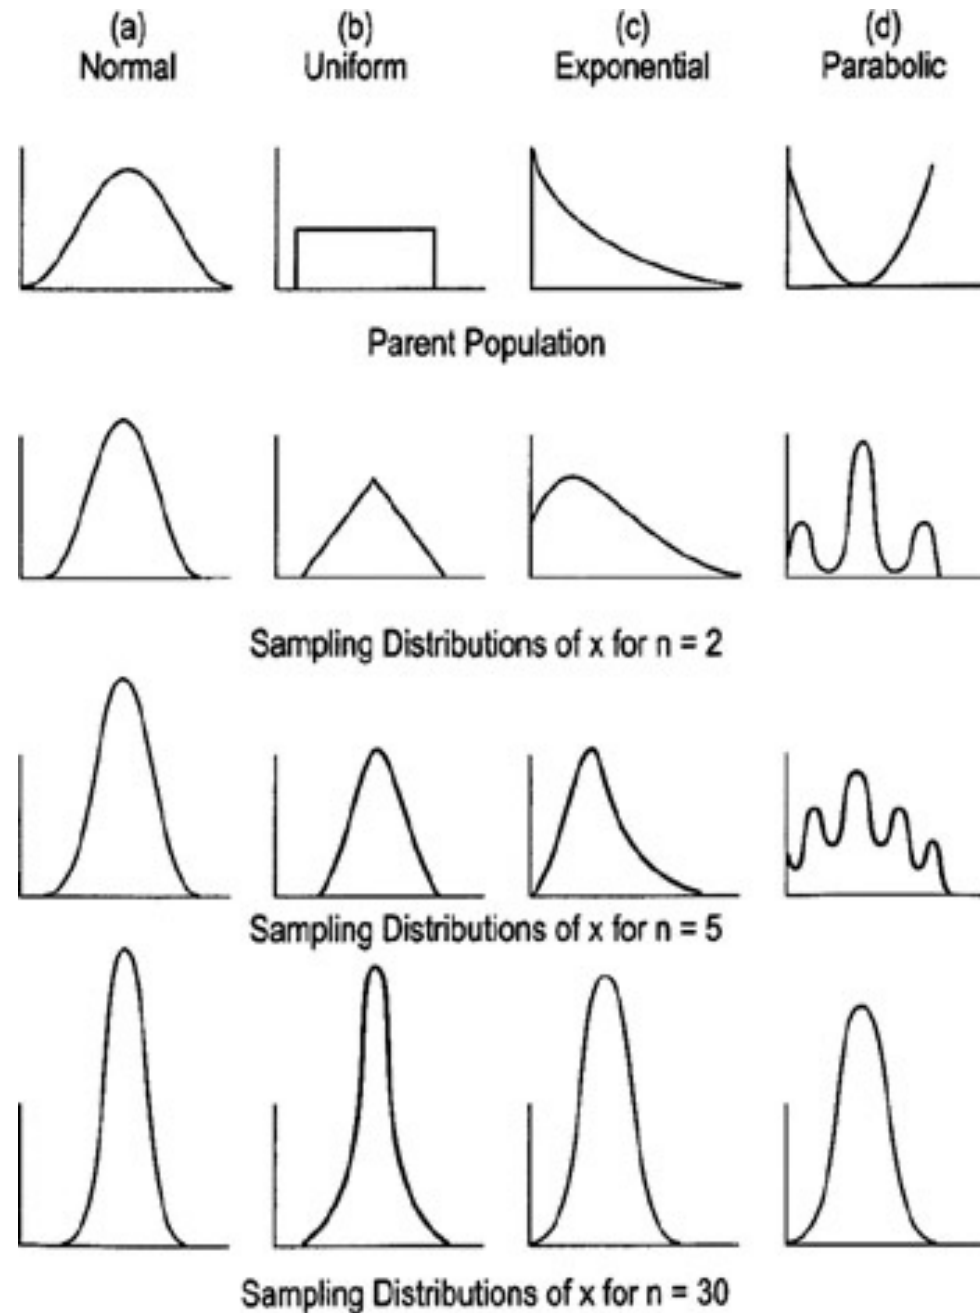 (a) (b) (c) (d)
Normal Uniform Exponential Parabolic
Parent Population
Sampling Distributions of x for n = 2
Sampling Distributions of x for n = 5
Sampling Distributions of x for n = 30